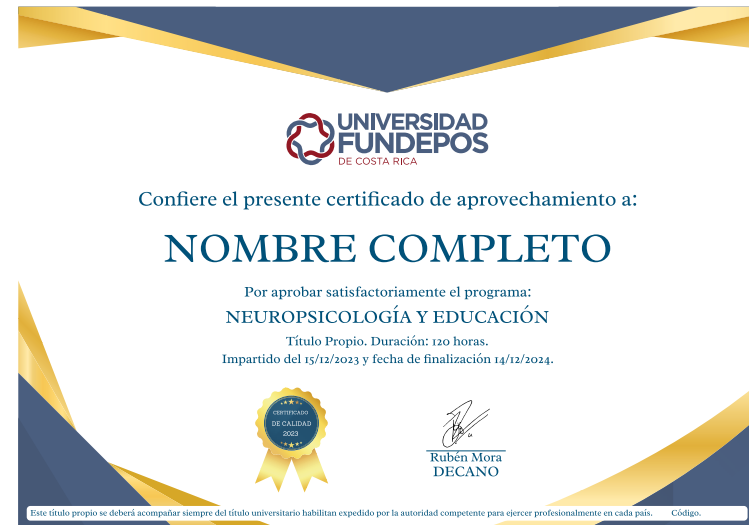 UNIVERSIDAD
FUNDEPOS
DE COSTA RICA
Confiere el presente certificado de aprovechamiento a:
NOMBRE COMPLETO
Por aprobar satisfactoriamente el programa:
NEUROPSICOLOGÍA Y EDUCACIÓN
Título Propio. Duración: 120 horas.
Impartido del 15/12/2023 y fecha de finalización 14/12/2024.
CERTIFICADO
DE CALIDAD
2023
Rubén Mora
DECANO
Este título propio se deberá acompañar siempre del título universitario habilitan expedido por la autoridad competente para ejercer profesionalmente en cada país. Código.